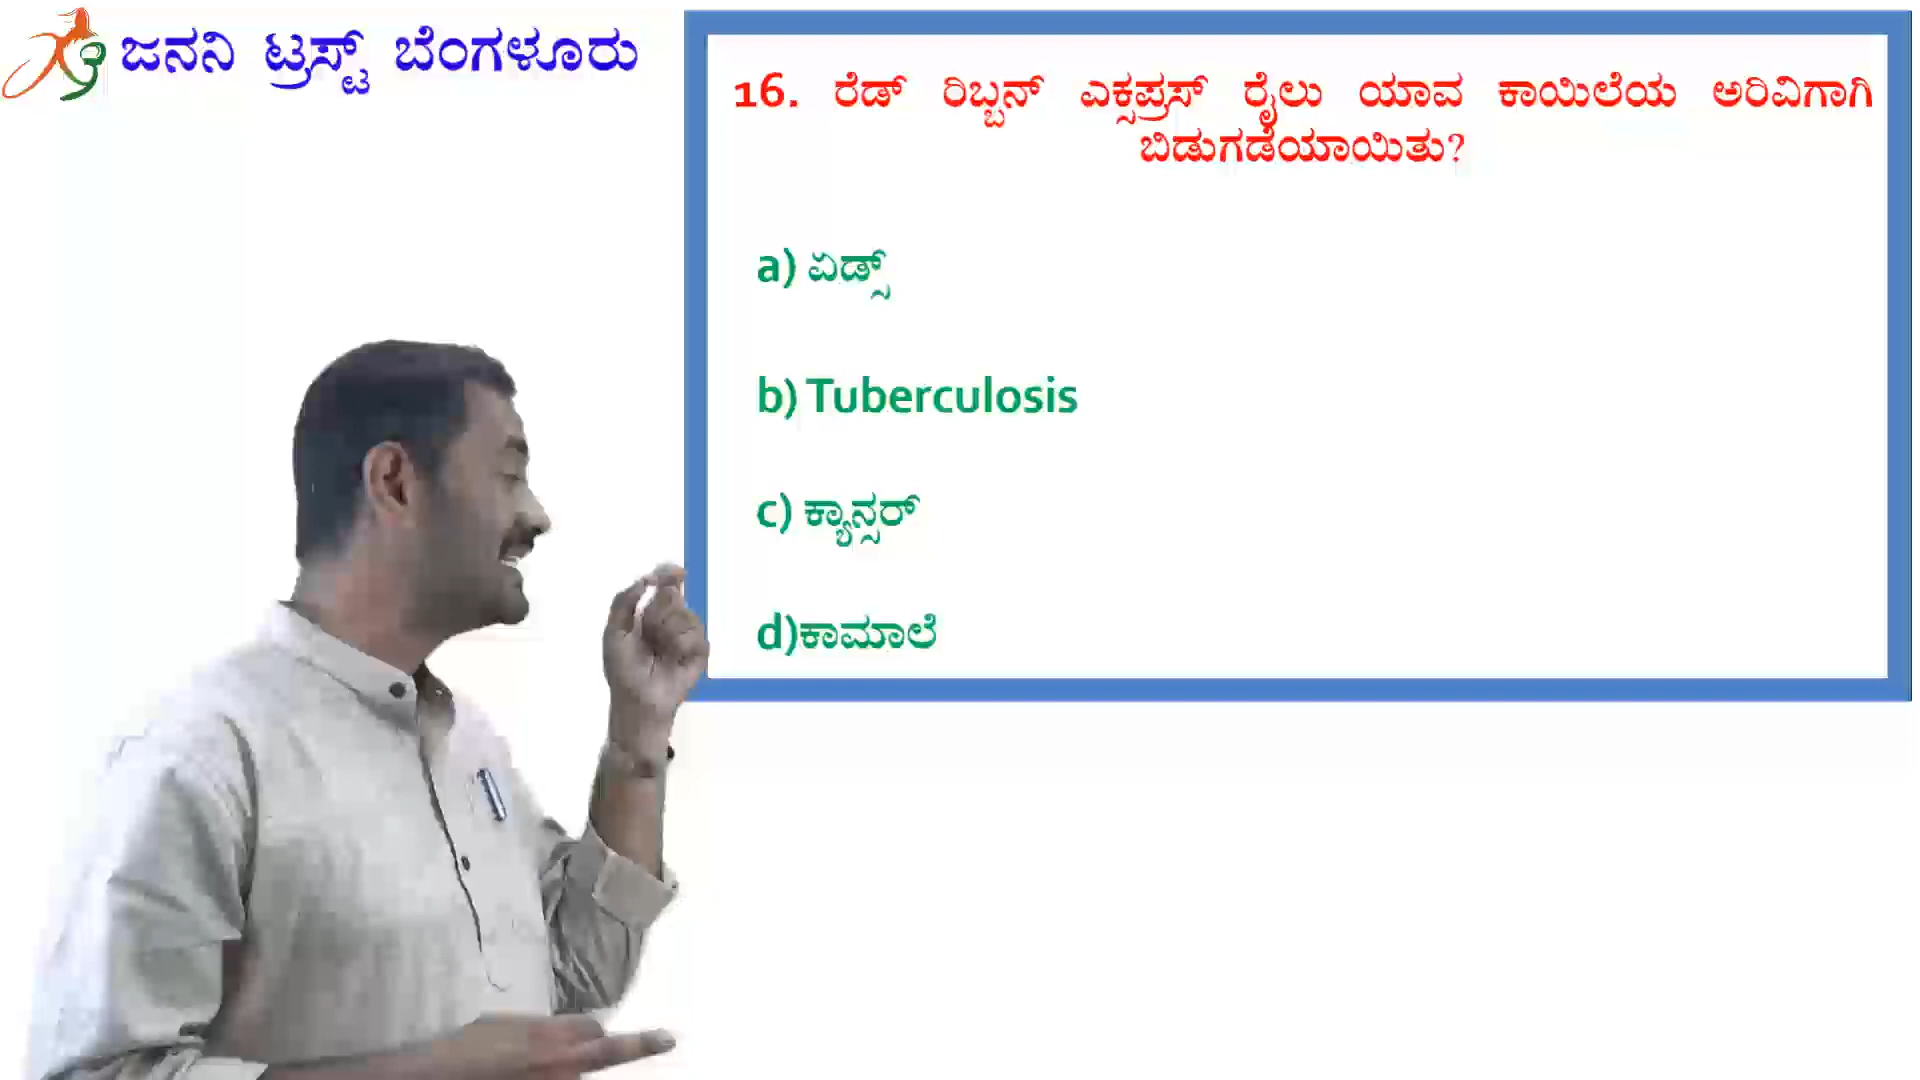 ಜನನಿ ಟ್ರಸ್ಟ್ ಬೆಂಗಳೂರು
16. ರೆಡ್ ರಿಬ್ಬನ್ ಎಕ್ಸಪ್ರಸ್ ರೈಲು ಯಾವ ಕಾಯಿಲೆಯ ಅರಿವಿಗಾಗಿ
ಬಿಡುಗಡೆಯಾಯಿತು?
a) ಏಡ್ಸ್
b) Tuberculosis
c) ಕ್ಯಾನ್ಸರ್
d)ಕಾಮಾಲೆ